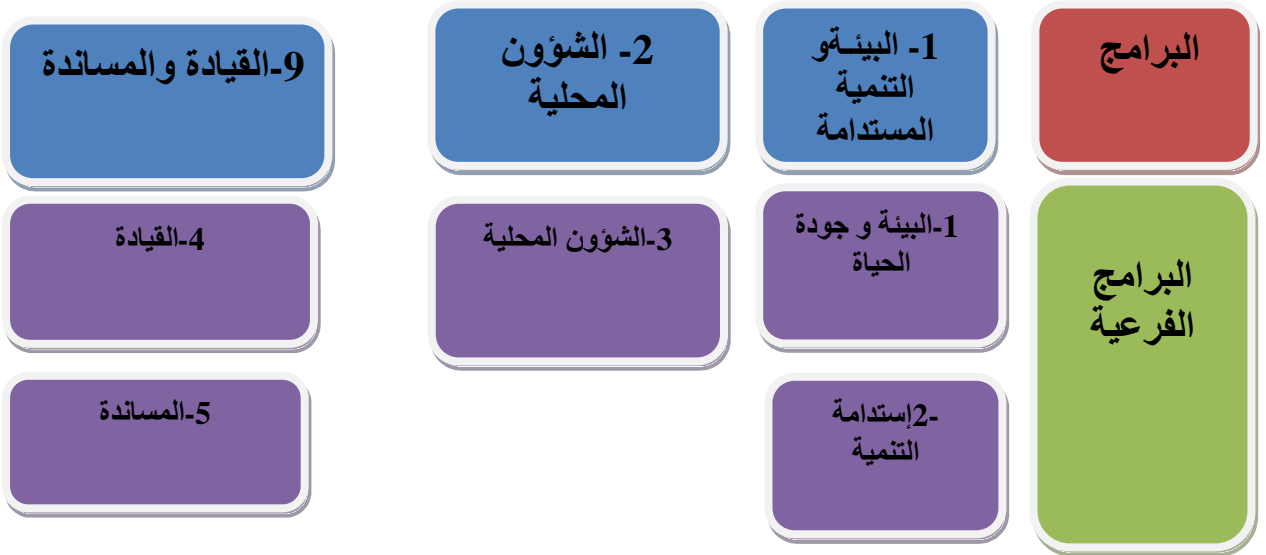 البرامج
1- البيئـةو
التنمية
المستدامة
2- الشؤون
المحلية
9-القيادة والمساندة
البرامج
الفرعية
1-البيئة و جودة
الحياة
3-الشؤون المحلية
4-القيادة
-2إستدامة
التنمية
5-المساندة